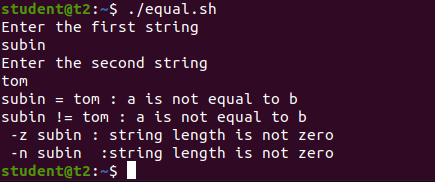 student@t2:~$ ./equal.sh
Enter the first string
subin
Enter the second string
tom
subin = tom : a is not equal to b
subin != tom : a is not equal to b
 -z subin : string length is not zero
 -n subin  :string length is not zero
student@t2:~$